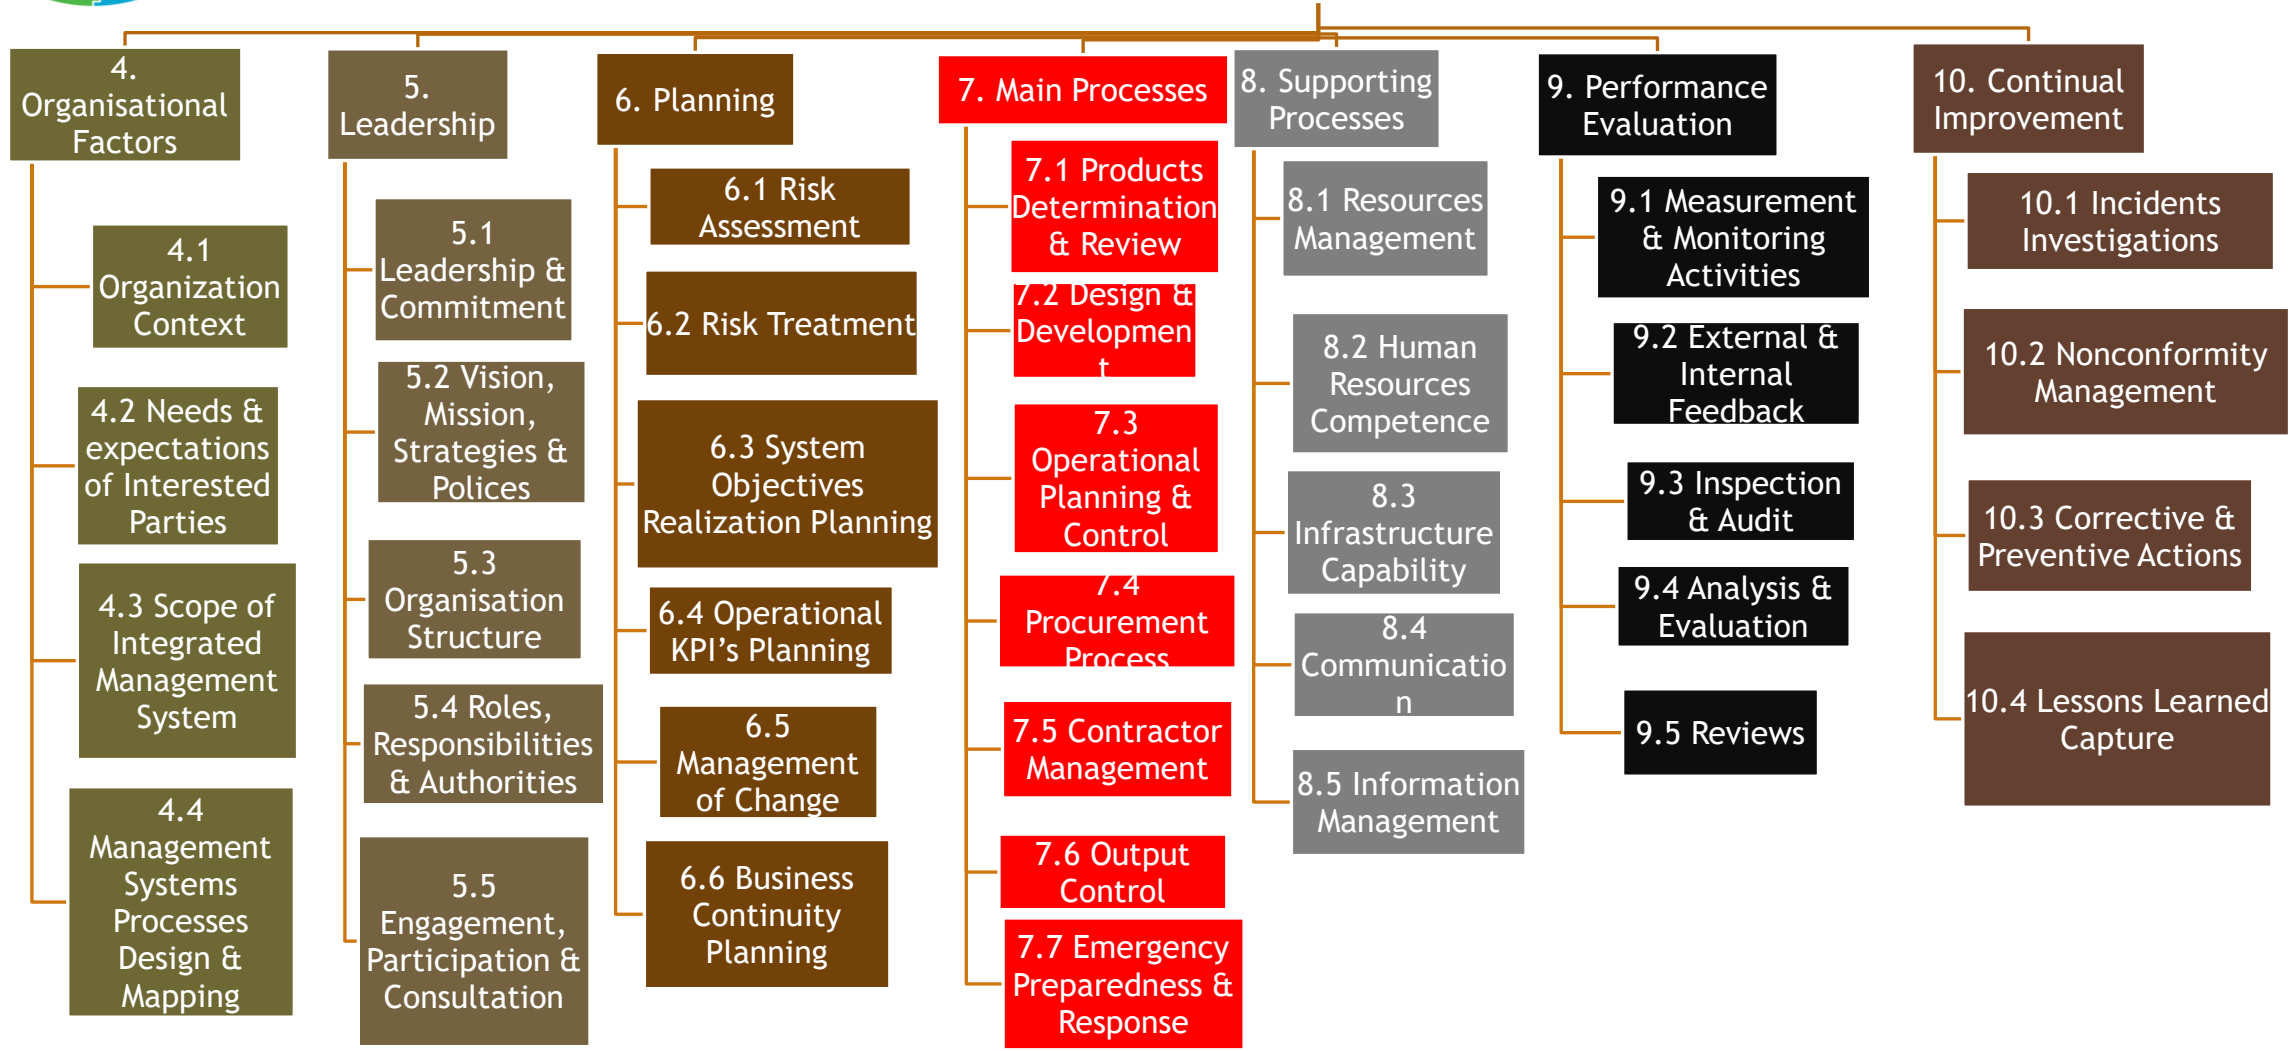 4.
Organisational
Factors
4.1
Organization
Context
4.2 Needs &
expectations
of Interested
Parties
4.3 Scope of
Integrated
Management
System
4.4
Management
Systems
Processes
Design &
Mapping
5.
Leadership
5.1
Leadership &
Commitment
5.2 Vision,
Mission,
Strategies &
Polices
5.3
Organisation
Structure
5.4 Roles,
Responsibilities
& Authorities
5.5
Engagement,
Participation &
Consultation
6. Planning
6.1 Risk
Assessment
6.2 Risk Treatment
6.3 System
Objectives
Realization Planning
6.4 Operational
KPI’s Planning
6.5
Management
of Change
6.6 Business
Continuity
Planning
7. Main Processes
7.1 Products
Determination
& Review
7.2 Design &
Developmen
t
7.3
Operational
Planning &
Control
7.4
Procurement
Process
7.5 Contractor
Management
7.6 Output
Control
7.7 Emergency
Preparedness &
Response
8. Supporting
Processes
8.1 Resources
Management
8.2 Human
Resources
Competence
8.3
Infrastructure
Capability
8.4
Communicatio
n
8.5 Information
Management
9. Performance
Evaluation
9.1 Measurement
& Monitoring
Activities
9.2 External &
Internal
Feedback
9.3 Inspection
& Audit
9.4 Analysis &
Evaluation
9.5 Reviews
10. Continual
Improvement
10.1 Incidents
Investigations
10.2 Nonconformity
Management
10.3 Corrective &
Preventive Actions
10.4 Lessons Learned
Capture